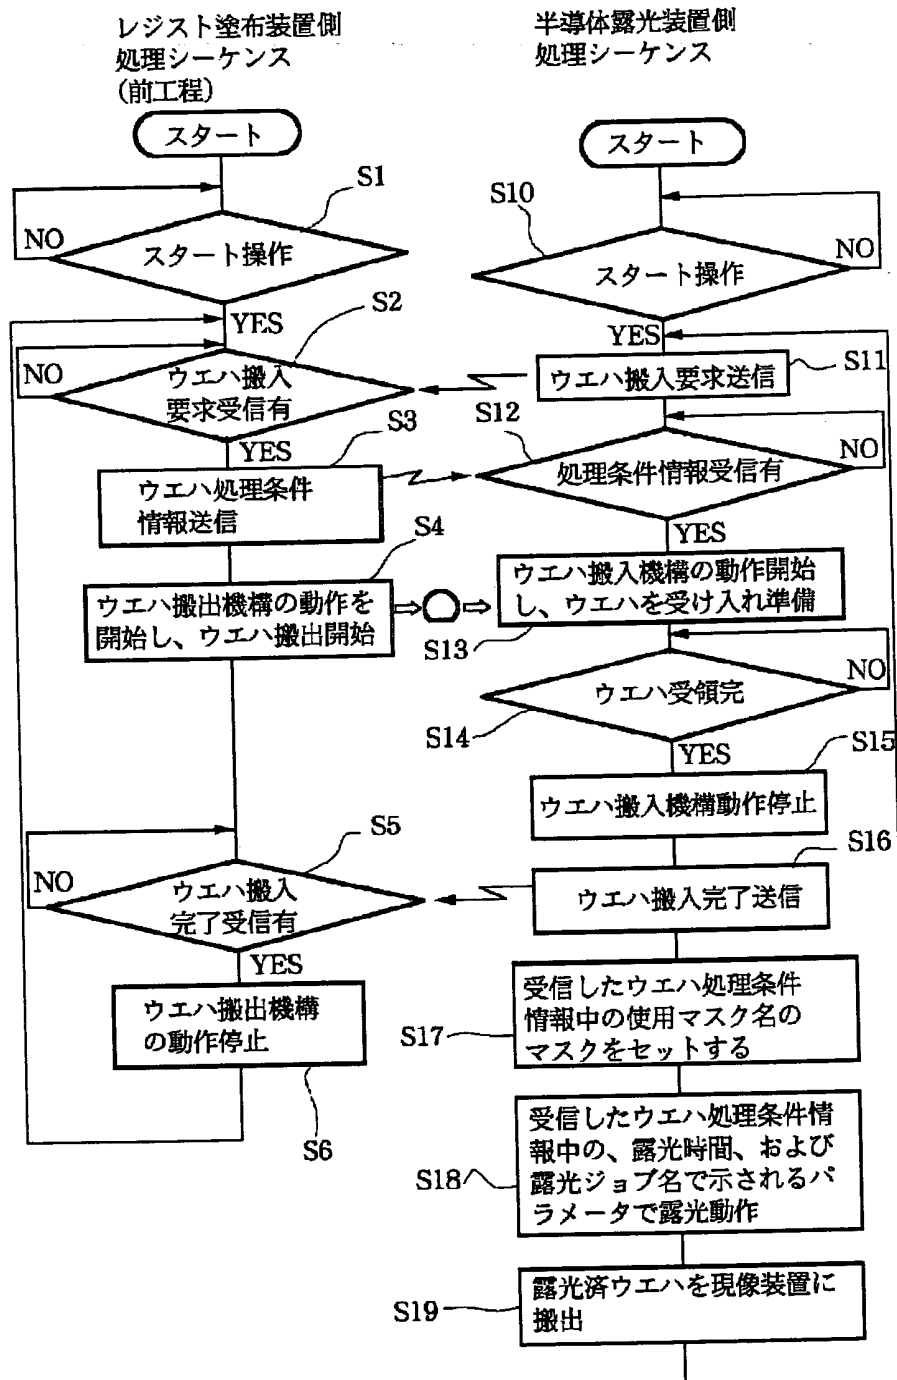 レジスト塗布装置側
処理シーケンス
(前工程)
スタート
S1
NO
スタート操作
YES
S2
NO
ウエハ搬入
要求受信有
YES
S3
ウエハ処理条件
情報送信
S4
ウエハ搬出機構の動作を
開始し、ウエハ搬出開始
S5
NO
ウエハ搬入
完了受信有
YES
ウエハ搬出機構
の動作停止
S6
半導体露光装置側
処理シーケンス
スタート
S10
NO
スタート操作
YES
S11
ウエハ搬入要求送信
S12
NO
処理条件情報受信有
YES
ウエハ搬入機構の動作開始
し、ウエハを受け入れ準備
S13
NO
ウエハ受領完
S14
YES
S15
ウエハ搬入機構動作停止
S16
ウエハ搬入完了送信
受信したウエハ処理条件
情報中の使用マスク名の
マスクをセットする
S17
受信したウエハ処理条件情
報中の、露光時間、および
露光ジョブ名で示されるパ
ラメータで露光動作
S18
露光済ウエハを現像装置に
搬出
S19